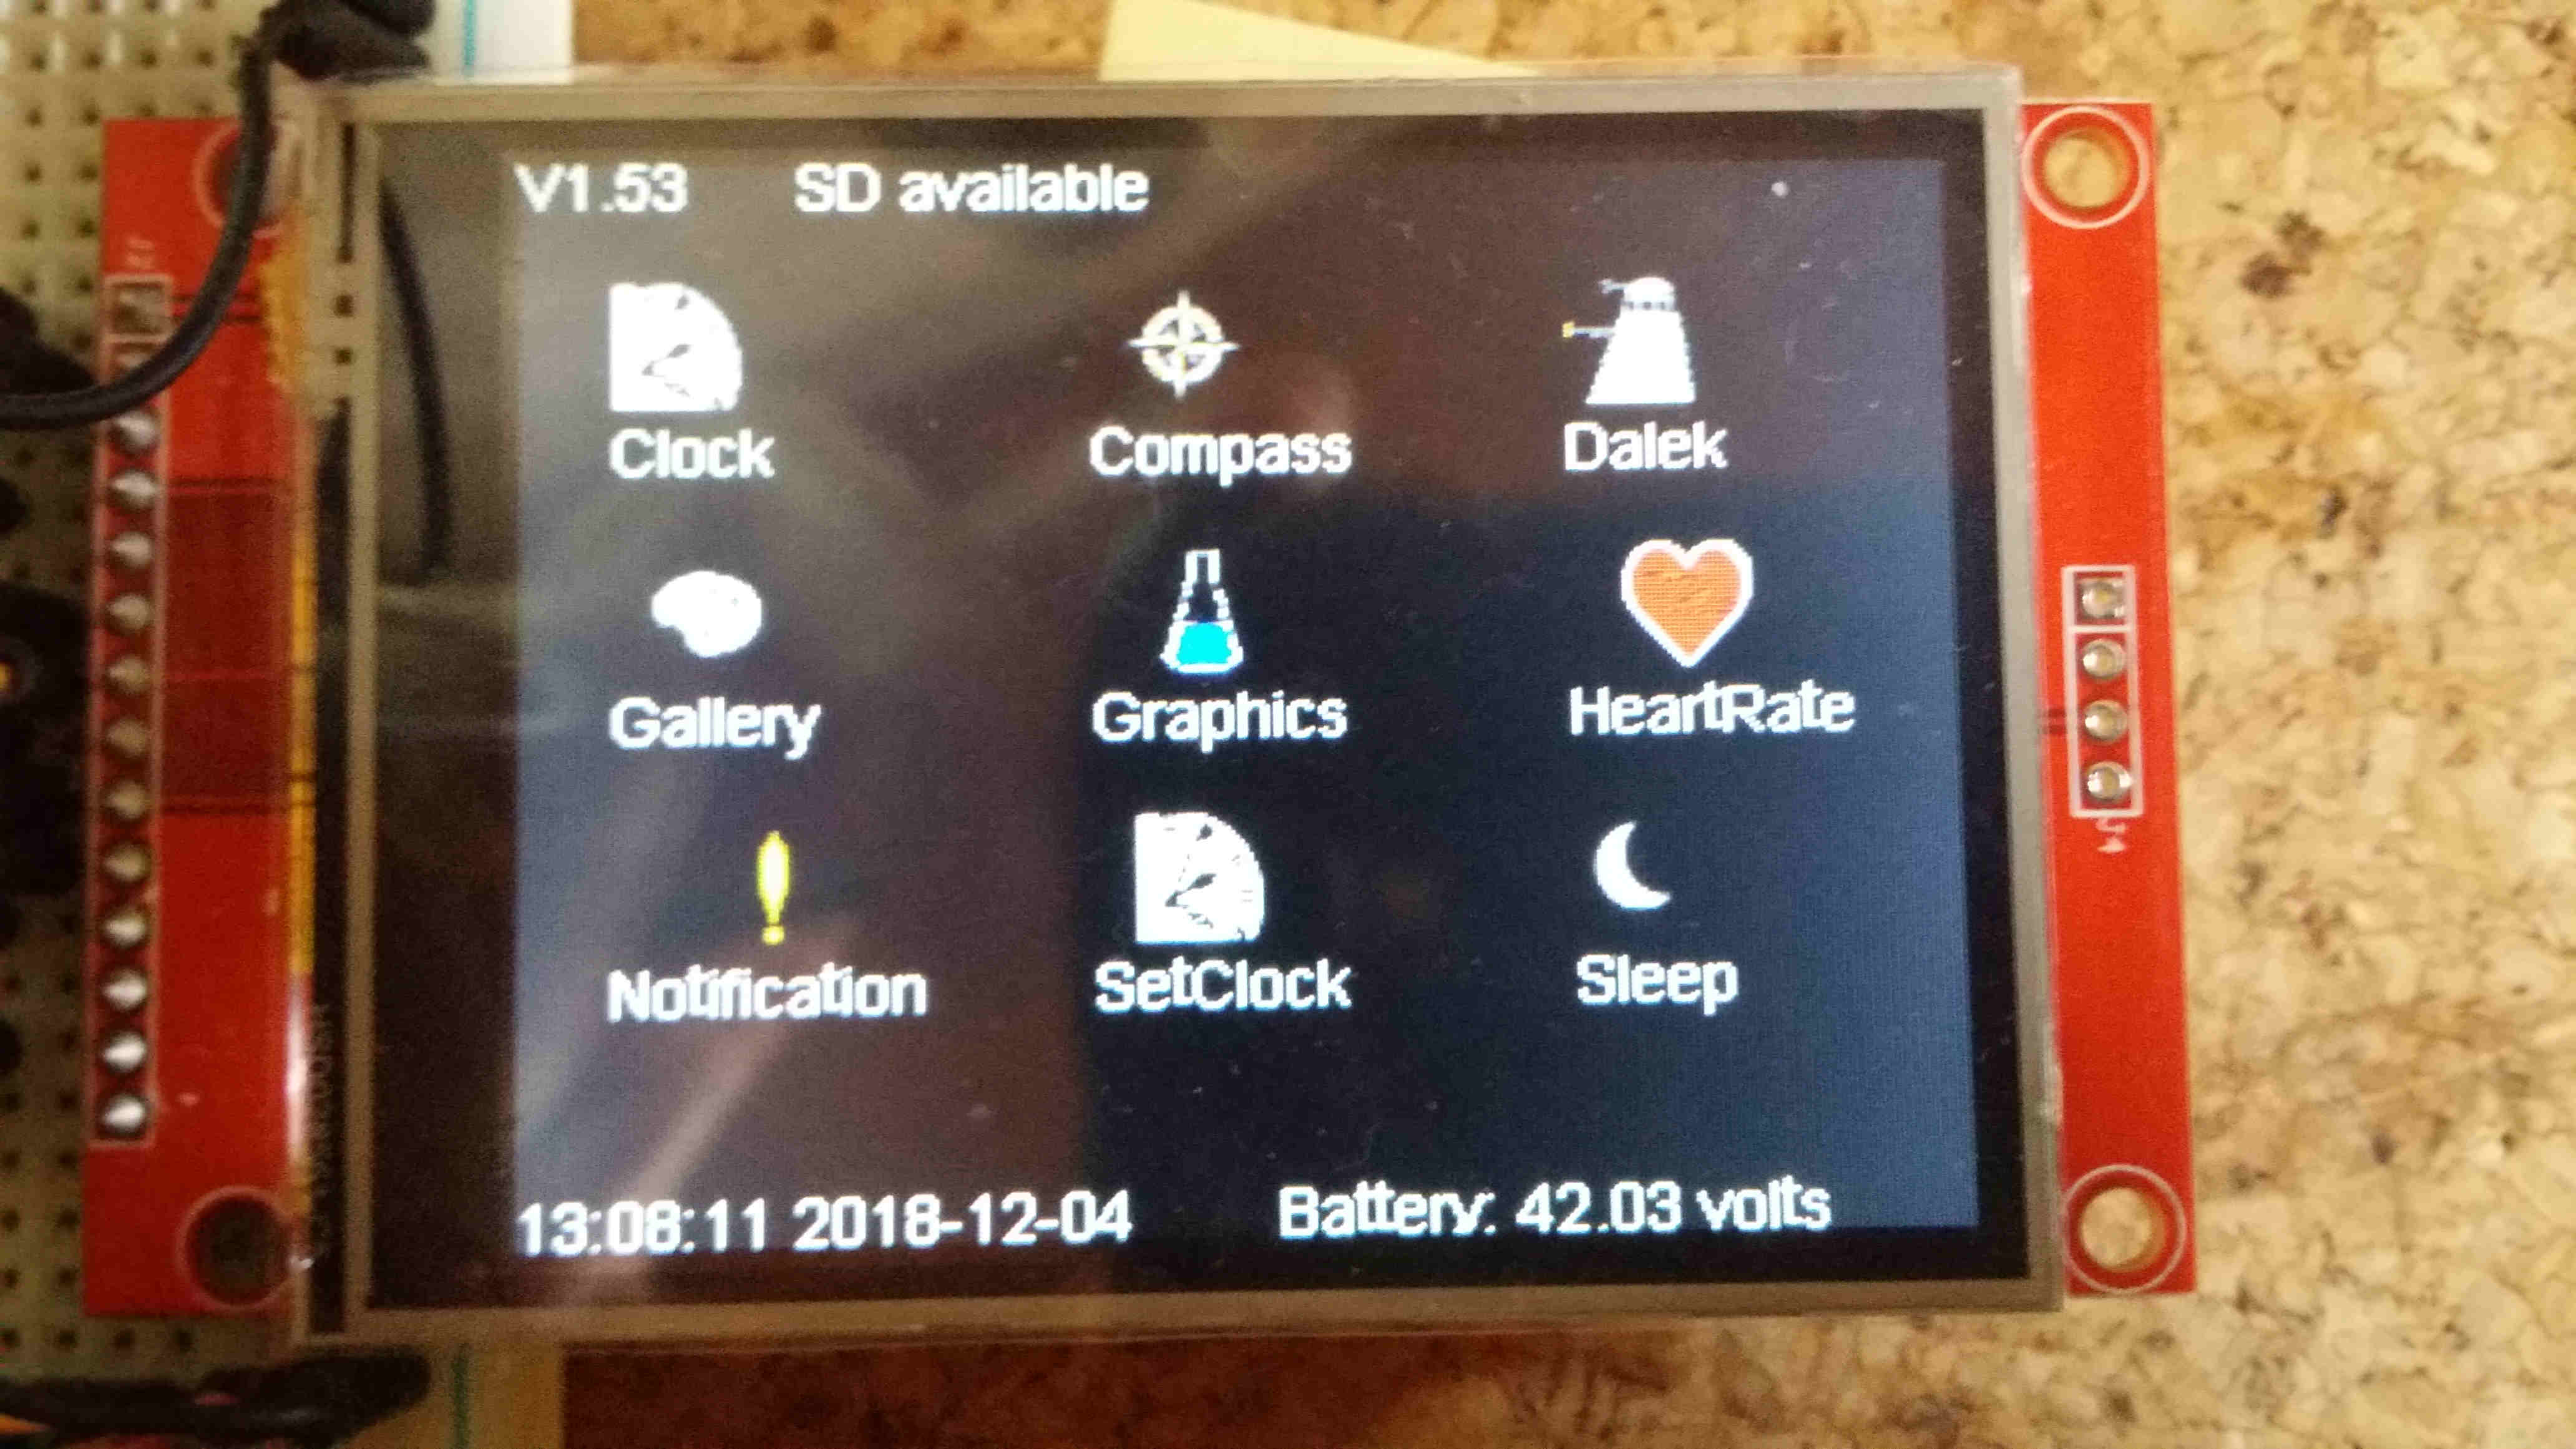 V1.53 SD available
Clock Compass Dalek
Gallery Graphics HeartRate
Notification SetClock Sleep
13:08:11 2018-12-04 Battery: 42.03 volts